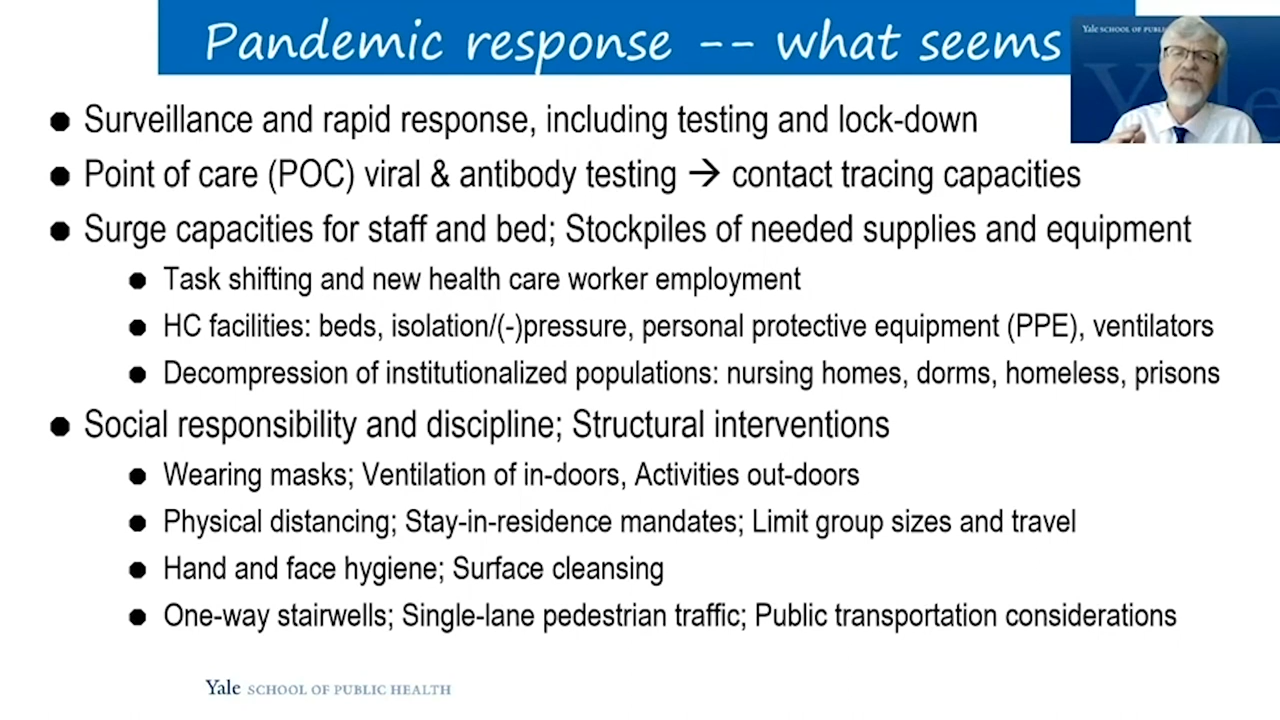 Pandemic response -- what seems
Yale SCHOOL OF PUBL
● Surveillance and rapid response, including testing and lock-down
● Point of care (POC) viral & antibody testing → contact tracing capacities
● Surge capacities for staff and bed; Stockpiles of needed supplies and equipment
● Task shifting and new health care worker employment
● HC facilities: beds, isolation/(-)pressure, personal protective equipment (PPE), ventilators
● Decompression of institutionalized populations: nursing homes, dorms, homeless, prisons
● Social responsibility and discipline; Structural interventions
● Wearing masks; Ventilation of in-doors, Activities out-doors
● Physical distancing; Stay-in-residence mandates; Limit group sizes and travel
● Hand and face hygiene; Surface cleansing
● One-way stairwells; Single-lane pedestrian traffic; Public transportation considerations
Yale SCHOOL OF PUBLIC HEALTH